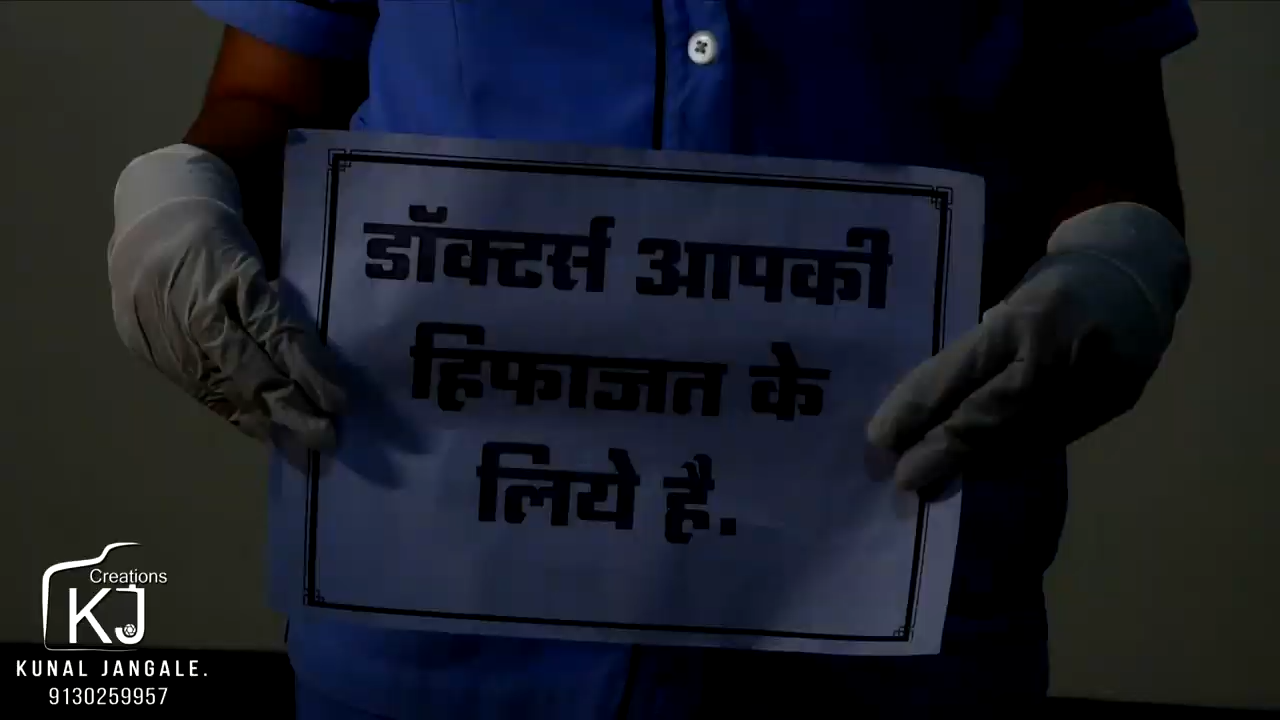 डॉक्टर्स आपकी
हिफाजत के
लिये है.
Creations
KJ
KUNAL JANGALE.
9130259957